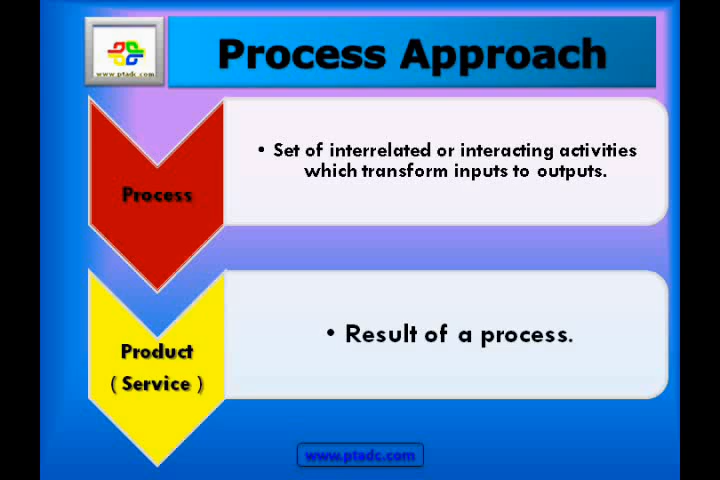 www.ptadc.com
Process Approach
Process
• Set of interrelated or interacting activities
which transform inputs to outputs.
Product
( Service )
• Result of a process.
www.ptadc.com